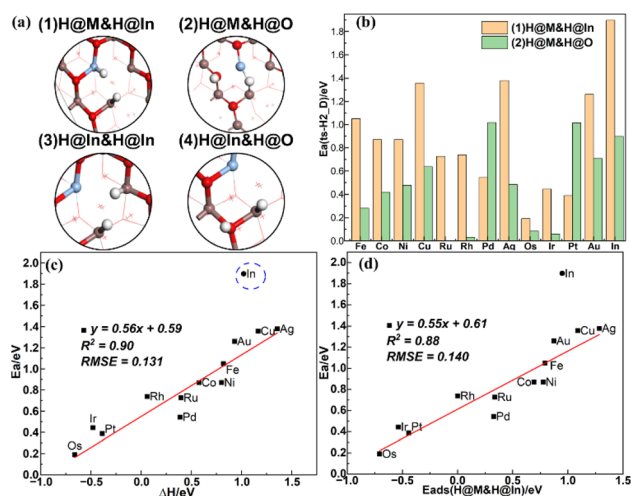 (a)
(1)H@M&H@In
(2)H@M&H@O
(3)H@In&H@In
(4)H@In&H@O
(b)
Ea(ts-H2_D)/eV
1.8
1.6
1.4
1.2
1.0
0.8
0.6
0.4
0.2
0.0
(1)H@M&H@In
(2)H@M&H@O
Fe Co Ni Cu Ru Rh Pd Ag Os Ir Pt Au In
(c)
Ea/eV
2.2
2.0
1.8
1.6
1.4
1.2
1.0
0.8
0.6
0.4
0.2
0.0
In
y = 0.56x + 0.59
R² = 0.90
RMSE = 0.131
Cu
Ag
Au
Fe
Co
Ni
Rh
Ru
Pd
Ir
Pt
Os
−1.0 −0.5 0.0 0.5 1.0 1.5
ΔH/eV
(d)
Ea/eV
2.2
2.0
1.8
1.6
1.4
1.2
1.0
0.8
0.6
0.4
0.2
0.0
In
y = 0.55x + 0.61
R² = 0.88
RMSE = 0.140
Cu
Ag
Au
Fe
Co
Ni
Rh
Ru
Pd
Ir
Pt
Os
−1.0 −0.5 0.0 0.5 1.0 1.5
Eads(H@M&H@In)/eV